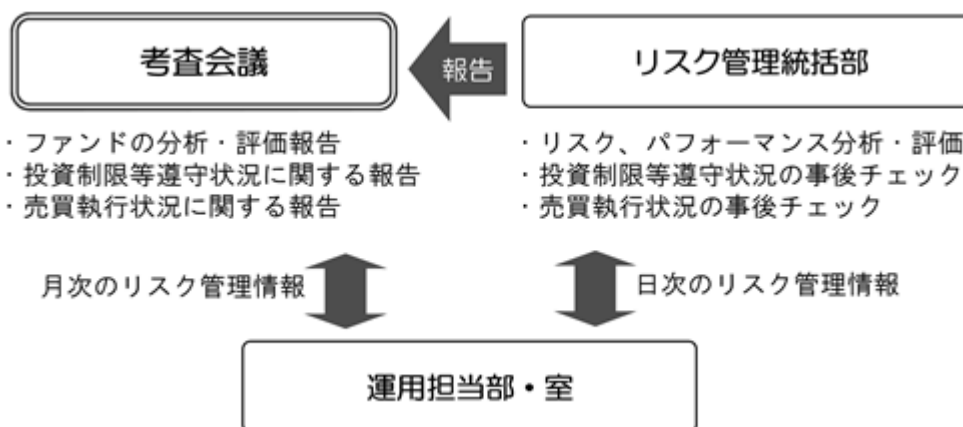 考査会議
報告
リスク管理統括部
・ファンドの分析・評価報告
・投資制限等遵守状況に関する報告
・売買執行状況に関する報告
・リスク、パフォーマンス分析・評価
・投資制限等遵守状況の事後チェック
・売買執行状況の事後チェック
月次のリスク管理情報
日次のリスク管理情報
運用担当部・室